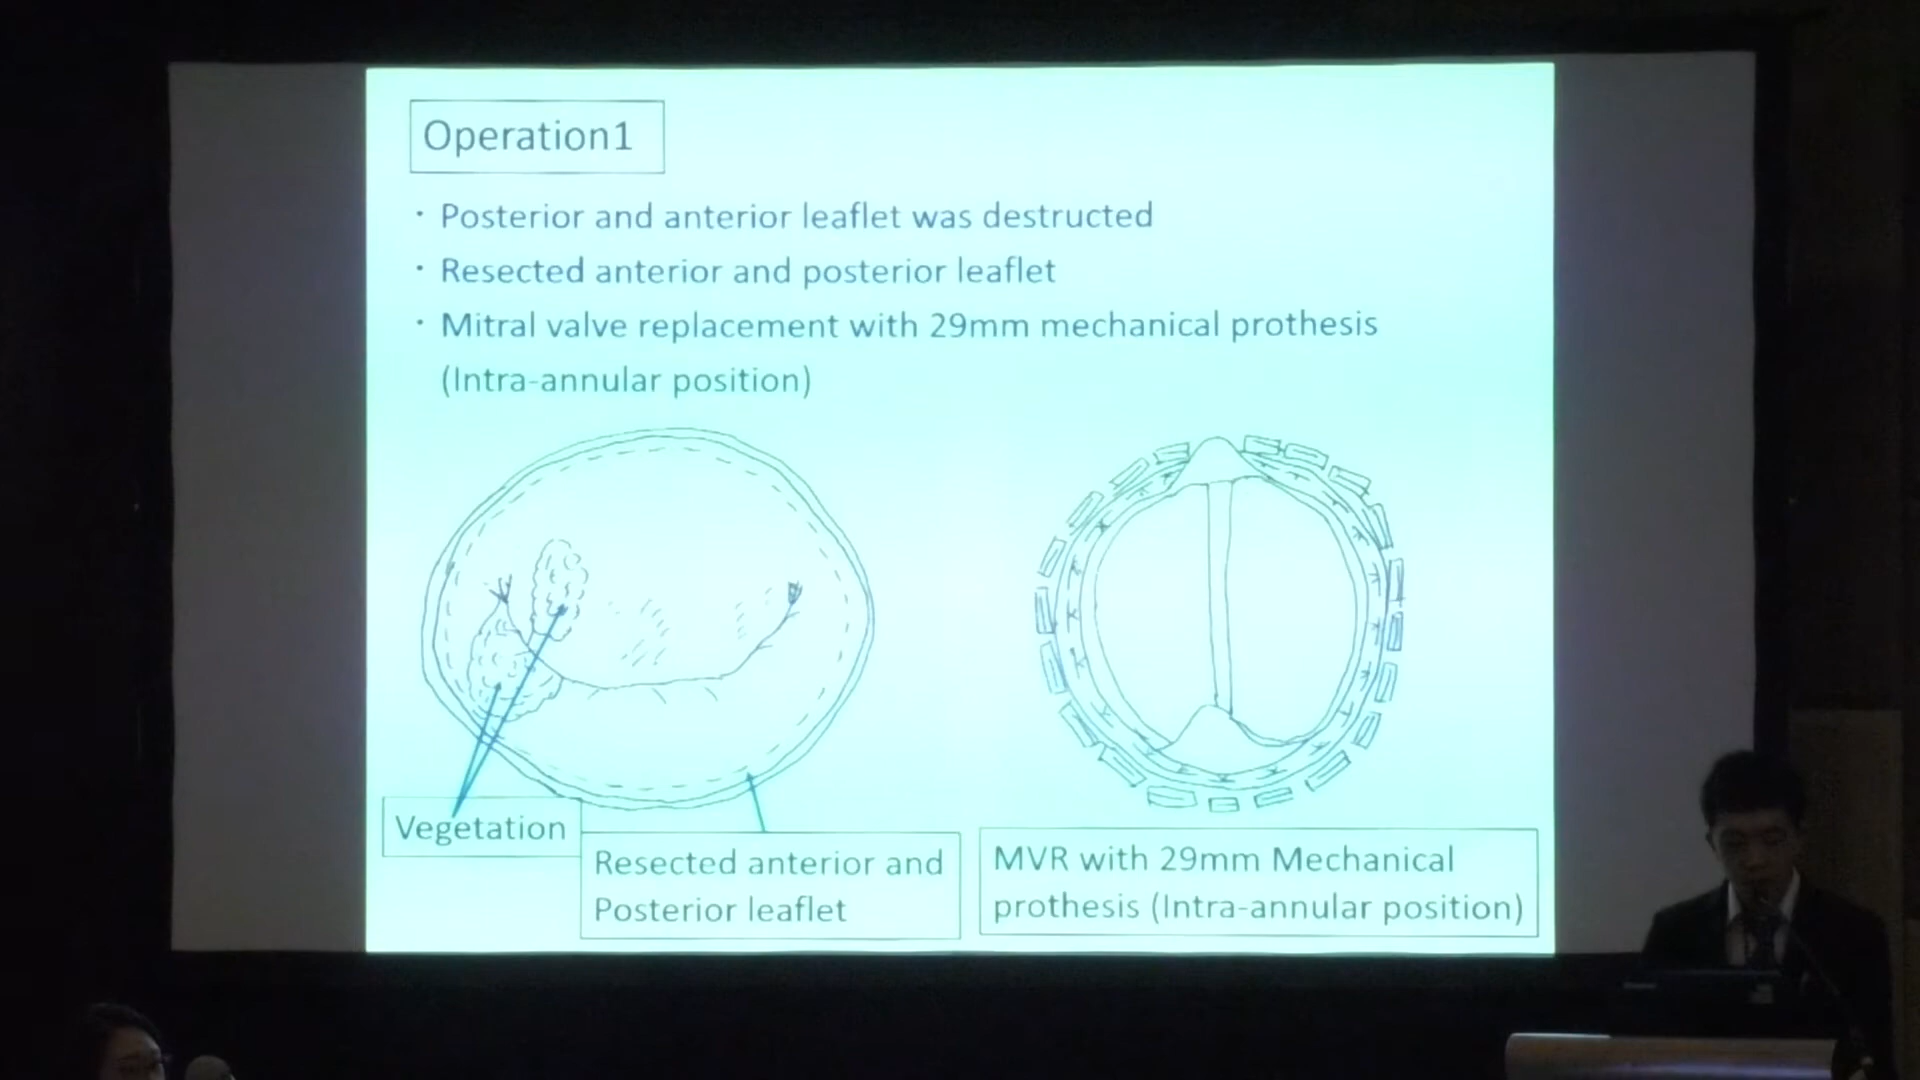 Operation1
・Posterior and anterior leaflet was destructed
・Resected anterior and posterior leaflet
・Mitral valve replacement with 29mm mechanical prothesis
(Intra-annular position)
Vegetation
Resected anterior and
Posterior leaflet
MVR with 29mm Mechanical
prothesis (Intra-annular position)